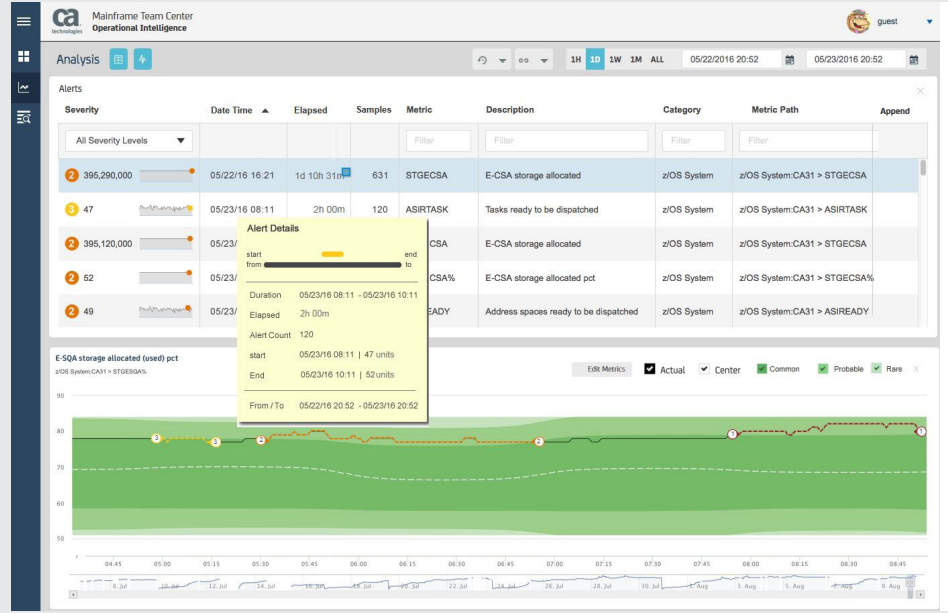 ca
technologies
Mainframe Team Center
Operational Intelligence
guest
Analysis
1H 1D 1W 1M ALL 05/22/2016 20:52 05/23/2016 20:52
Alerts
Severity Date Time Elapsed Samples Metric Description Category Metric Path Append
All Severity Levels Filter Filter Filter Filter
2 395,290,000 05/22/16 16:21 1d 10h 31m 631 STGECSA E-CSA storage allocated z/OS System z/OS System:CA31 > STGECSA
3 47 05/23/16 08:11 2h 00m 120 ASIRTASK Tasks ready to be dispatched z/OS System z/OS System:CA31 > ASIRTASK
2 395,120,000 05/23/ CSA E-CSA storage allocated z/OS System z/OS System:CA31 > STGECSA
2 52 05/23/ CSA% E-CSA storage allocated pct z/OS System z/OS System:CA31 > STGECSA%
2 49 05/23/ EADY Address spaces ready to be dispatched z/OS System z/OS System:CA31 > ASIREADY
Alert Details
start end
from to
Duration 05/23/16 08:11 - 05/23/16 10:11
Elapsed 2h 00m
Alert Count 120
start 05/23/16 08:11 | 47 units
End 05/23/16 10:11 | 52 units
From / To 05/22/16 20:52 - 05/23/16 20:52
E-SQA storage allocated (used) pct
z/OS System:CA31 > STGESQA%
Edit Metrics Actual Center Common Probable Rare X
90
80
70
60
50
3 3 2 2 1 1
04:45 05:00 05:15 05:30 05:45 06:00 06:15 06:30 06:45 07:00 07:15 07:30 07:45 08:00 08:15 08:30 08:45
12. Jul 14. Jul 20. Jul 22. Jul 26. Jul 28. Jul 30. Jul 3. Aug 5. Aug 9. Aug